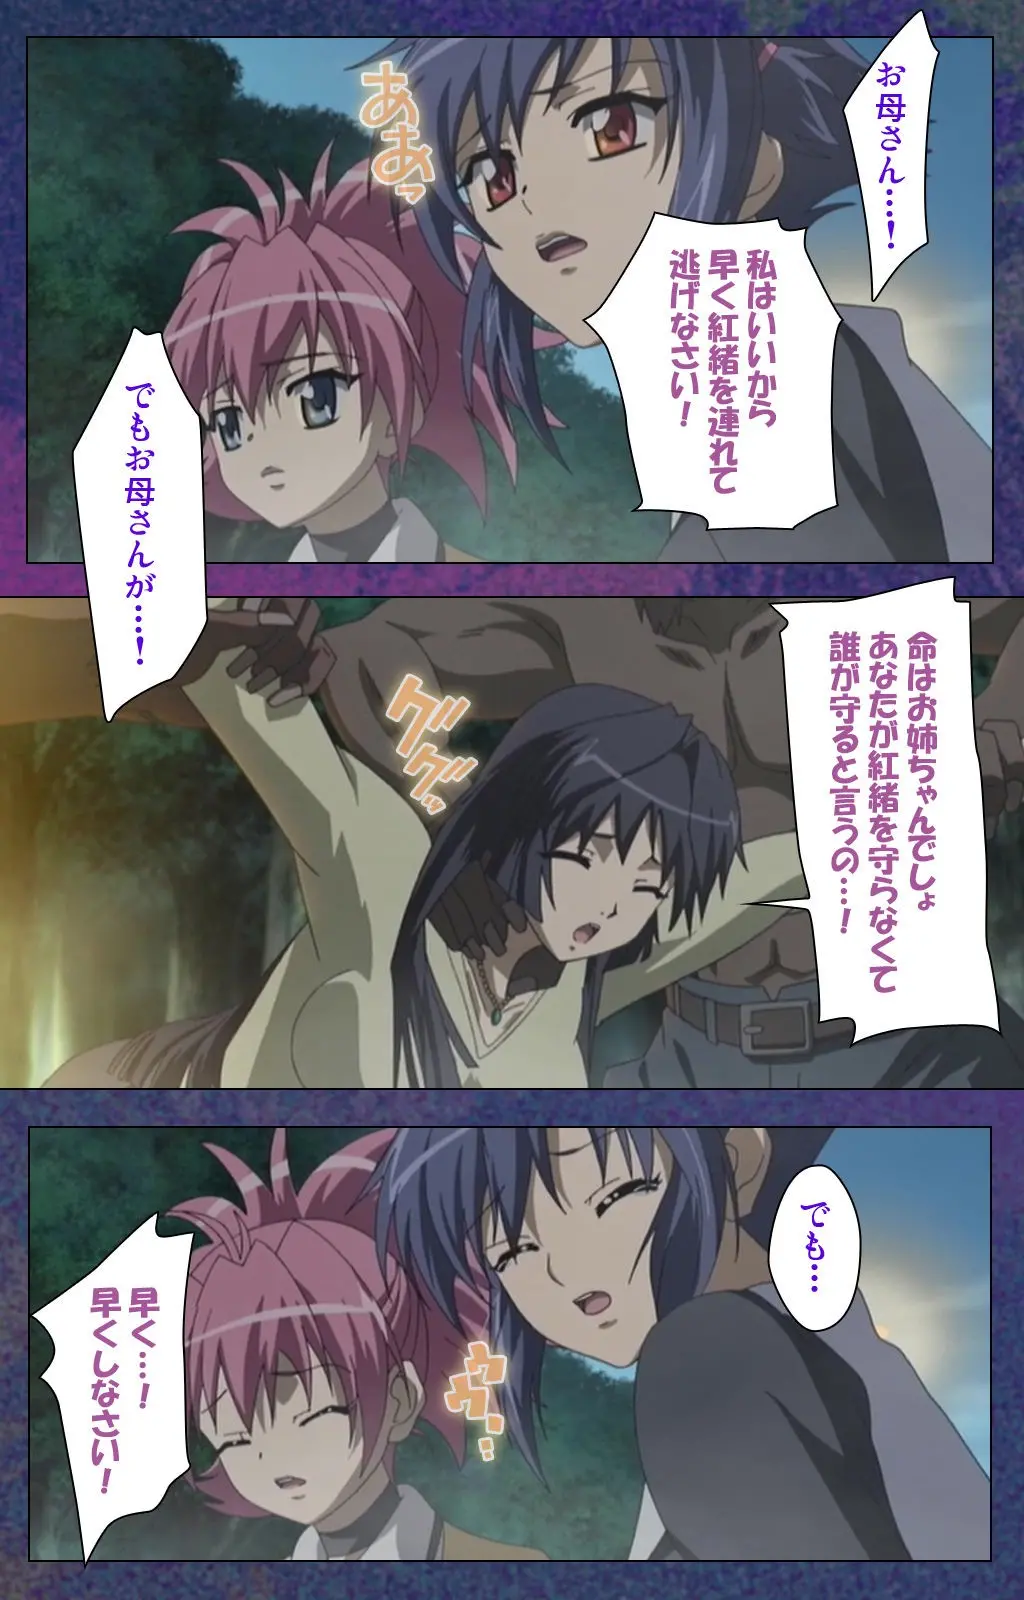 お母さん…！
ああっ
私はいいから
早く紅緒を連れて
逃げなさい！
でもお母さんが…！
命はお姉ちゃんでしょ
あなたが紅緒を守らなくて
誰が守ると言うの…！
グググッ
でも…
ウウ、…
早く…！
早くしなさい！